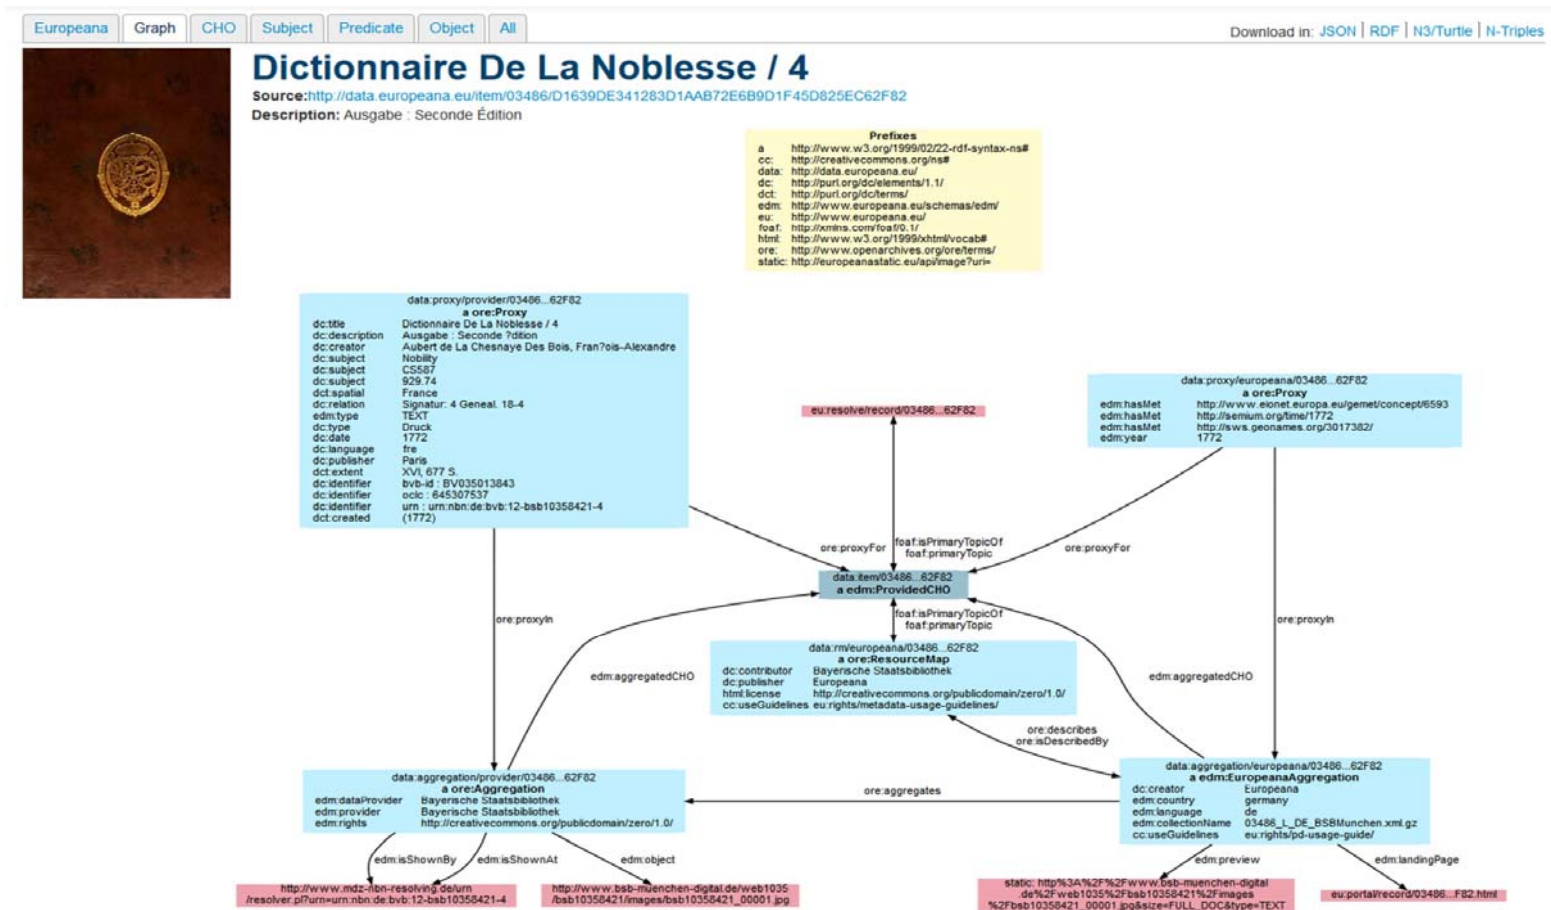 Europeana Graph CHO Subject Predicate Object All
Download in: JSON | RDF | N3/Turtle | N-Triples
Dictionnaire De La Noblesse / 4
Source:http://data.europeana.eu/item/03486/D1639DE341283D1AAB72E6B9D1F45D825EC62F82
Description: Ausgabe : Seconde Édition
Prefixes
a http://www.w3.org/1999/02/22-rdf-syntax-ns#
cc: http://creativecommons.org/ns#
data: http://data.europeana.eu/
dc: http://purl.org/dc/elements/1.1/
dct: http://purl.org/dc/terms/
edm: http://www.europeana.eu/schemas/edm/
eu: http://www.europeana.eu/
foaf: http://xmlns.com/foaf/0.1/
html: http://www.w3.org/1999/xhtml/vocab#
ore: http://www.openarchives.org/ore/terms/
static: http://europeanastatic.eu/api/image?uri=
data:proxy/provider/03486...62F82
a ore:Proxy
dc:title Dictionnaire De La Noblesse / 4
dc:description Ausgabe : Seconde ?dition
dc:creator Aubert de La Chesnaye Des Bois, Fran?ois-Alexandre
dc:subject Nobility
dc:subject CS587
dc:subject 929.74
dct:spatial France
dc:relation Signatur: 4 Geneal. 18-4
edm:type TEXT
dc:type Druck
dc:date 1772
dc:language fre
dc:publisher Paris
dct:extent XVI, 677 S.
dc:identifier bvb-id : BV035013843
dc:identifier oclc : 645307537
dc:identifier urn : urn:nbn:de:bvb:12-bsb10358421-4
dct:created (1772)
eu:resolve/record/03486...62F82
data:proxy/europeana/03486...62F82
a ore:Proxy
edm:hasMet http://www.eionet.europa.eu/gemet/concept/6593
edm:hasMet http://semium.org/time/1772
edm:hasMet http://sws.geonames.org/3017382/
edm:year 1772
ore:proxyFor
foaf:isPrimaryTopicOf
foaf:primaryTopic
ore:proxyFor
data:item/03486...62F82
a edm:ProvidedCHO
ore:proxyIn
foaf:isPrimaryTopicOf
foaf:primaryTopic
ore:proxyIn
data:rm/europeana/03486...62F82
a ore:ResourceMap
dc:contributor Bayerische Staatsbibliothek
dc:publisher Europeana
html:license http://creativecommons.org/publicdomain/zero/1.0/
cc:useGuidelines eu:rights/metadata-usage-guidelines/
edm:aggregatedCHO
edm:aggregatedCHO
ore:describes
ore:isDescribedBy
data:aggregation/provider/03486...62F82
a ore:Aggregation
edm:dataProvider Bayerische Staatsbibliothek
edm:provider Bayerische Staatsbibliothek
edm:rights http://creativecommons.org/publicdomain/zero/1.0/
ore:aggregates
data:aggregation/europeana/03486...62F82
a edm:EuropeanaAggregation
dc:creator Europeana
edm:country germany
edm:language de
edm:collectionName 03486_L_DE_BSBMunchen.xml.gz
cc:useGuidelines eu:rights/pd-usage-guide/
edm:isShownBy
edm:isShownAt
edm:object
edm:preview
edm:landingPage
http://www.mdz-nbn-resolving.de/urn
/resolver.pl?urn=urn:nbn:de:bvb:12-bsb10358421-4
http://www.bsb-muenchen-digital.de/web1035
/bsb10358421/images/bsb10358421_00001.jpg
static: http%3A%2F%2Fwww.bsb-muenchen-digital
.de%2Fweb1035%2Fbsb10358421%2Fimages
%2Fbsb10358421_00001.jpg&size=FULL_DOC&type=TEXT
eu:portal/record/03486...F82.html